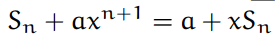 Sₙ + axⁿ⁺¹ = a + xSₙ